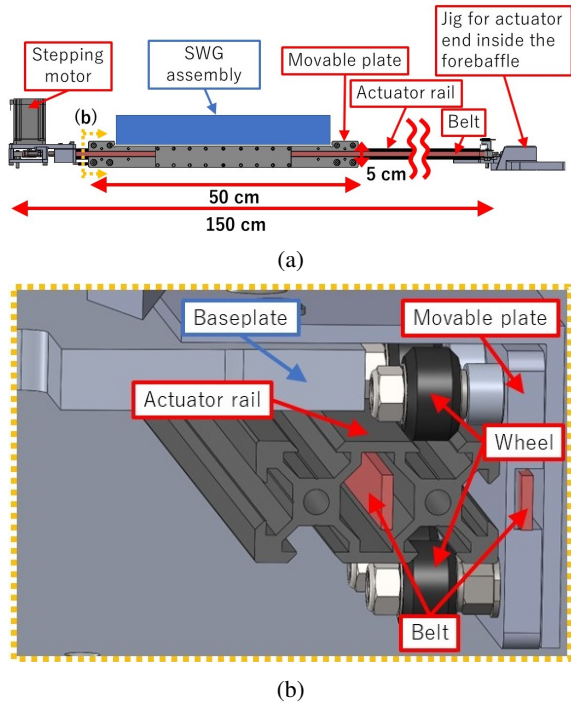 Stepping
motor
SWG
assembly
Movable plate
Jig for actuator
end inside the
forebaffle
Actuator rail
Belt
(b)
5 cm
50 cm
150 cm
(a)
Baseplate
Movable plate
Actuator rail
Wheel
Belt
(b)